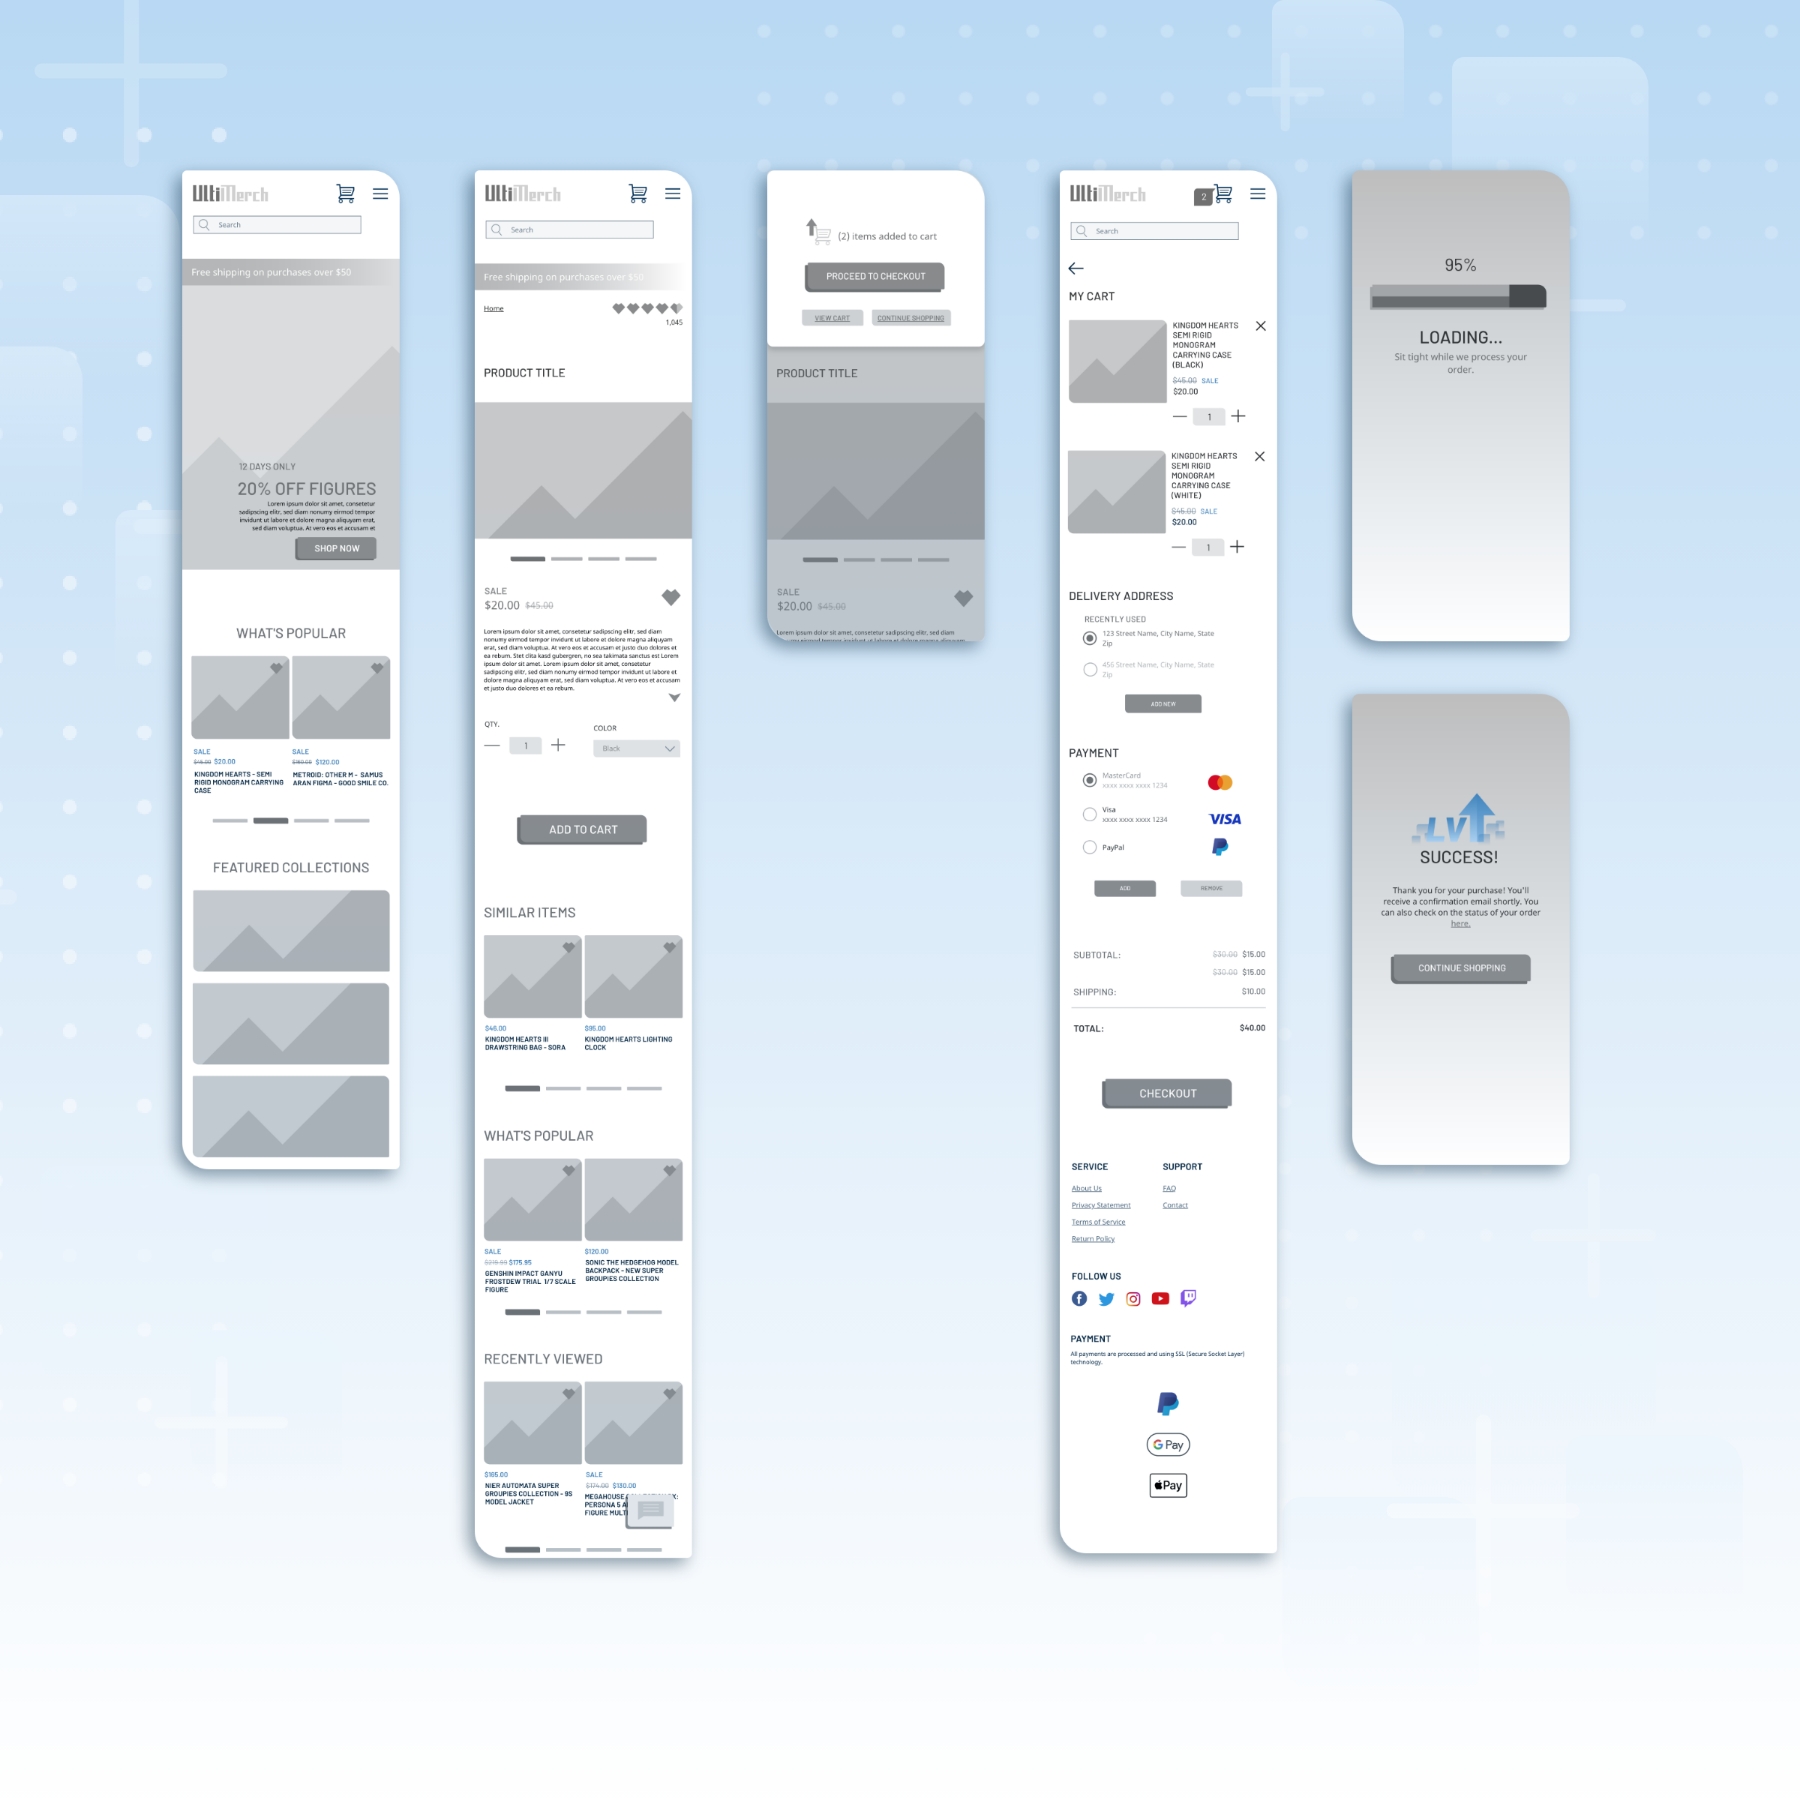 UltiMerch
Search
Free shipping on purchases over $50
12 DAYS ONLY
20% OFF FIGURES
Lorem ipsum dolor sit amet, consetetur
sadipscing elitr, sed diam nonumy eirmod tempor
invidunt ut labore et dolore magna aliquyam erat,
sed diam voluptua. At vero eos et accusam et
SHOP NOW
WHAT'S POPULAR
SALE
$45.00 $20.00
KINGDOM HEARTS - SEMI
RIGID MONOGRAM CARRYING
CASE
SALE
$120.00
METROID: OTHER M - SAMUS
ARAN FIGMA - GOOD SMILE CO.
FEATURED COLLECTIONS
UltiMerch
Search
Free shipping on purchases over $50
Home
1,045
PRODUCT TITLE
SALE
$20.00 $45.00
Lorem ipsum dolor sit amet, consetetur sadipscing elitr, sed diam
nonumy eirmod tempor invidunt ut labore et dolore magna aliquyam
erat, sed diam voluptua. At vero eos et accusam et justo duo dolores et
ea rebum. Stet clita kasd gubergren, no sea takimata sanctus est Lorem
ipsum dolor sit amet. Lorem ipsum dolor sit amet, consetetur
sadipscing elitr, sed diam nonumy eirmod tempor invidunt ut labore et
dolore magna aliquyam erat, sed diam voluptua. At vero eos et accusam
et justo duo dolores et ea rebum.
QTY.
1
COLOR
Black
ADD TO CART
SIMILAR ITEMS
$46.00
KINGDOM HEARTS III
DRAWSTRING BAG - SORA
$95.00
KINGDOM HEARTS LIGHTING
CLOCK
WHAT'S POPULAR
SALE
$175.95
GENSHIN IMPACT GANYU
FROSTDEW TRIAL 1/7 SCALE
FIGURE
$120.00
SONIC THE HEDGEHOG MODEL
BACKPACK - NEW SUPER
GROUPIES COLLECTION
RECENTLY VIEWED
$165.00
NIER AUTOMATA SUPER
GROUPIES COLLECTION - 9S
MODEL JACKET
SALE
$174.00 $130.00
MEGAHOUSE
PERSONA 5 A
FIGURE MULT
(2) items added to cart
PROCEED TO CHECKOUT
VIEW CART
CONTINUE SHOPPING
PRODUCT TITLE
SALE
$20.00 $45.00
Lorem ipsum dolor sit amet, consetetur sadipscing elitr, sed diam
UltiMerch
2
Search
MY CART
KINGDOM HEARTS
SEMI RIGID
MONOGRAM
CARRYING CASE
(BLACK)
$45.00 SALE
$20.00
1
KINGDOM HEARTS
SEMI RIGID
MONOGRAM
CARRYING CASE
(WHITE)
$45.00 SALE
$20.00
1
DELIVERY ADDRESS
RECENTLY USED
123 Street Name, City Name, State
Zip
456 Street Name, City Name, State
Zip
ADD NEW
PAYMENT
MasterCard
xxxx xxxx xxxx 1234
Visa
xxxx xxxx xxxx 1234
VISA
PayPal
ADD
REMOVE
SUBTOTAL:
$30.00 $15.00
$30.00 $15.00
SHIPPING:
$10.00
TOTAL:
$40.00
CHECKOUT
SERVICE
About Us
Privacy Statement
Terms of Service
Return Policy
SUPPORT
FAQ
Contact
FOLLOW US
PAYMENT
All payments are processed and using SSL (Secure Socket Layer)
technology.
G Pay
Pay
95%
LOADING...
Sit tight while we process your
order.
LV
SUCCESS!
Thank you for your purchase! You'll
receive a confirmation email shortly. You
can also check on the status of your order
here.
CONTINUE SHOPPING